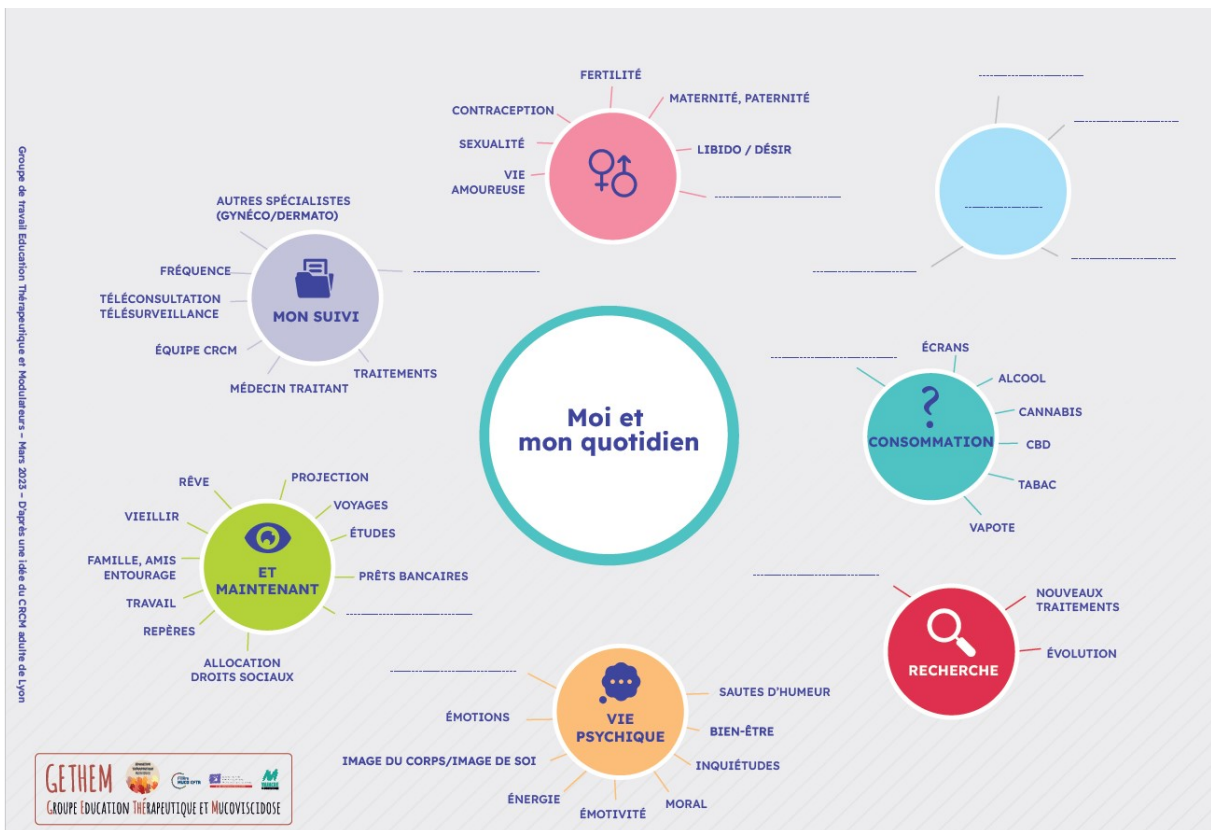 FERTILITÉ
CONTRACEPTION
MATERNITÉ, PATERNITÉ
SEXUALITÉ
LIBIDO / DÉSIR
VIE
AMOUREUSE
AUTRES SPÉCIALISTES
(GYNÉCO/DERMATO)
FRÉQUENCE
TÉLÉCONSULTATION
TÉLÉSURVEILLANCE
MON SUIVI
ÉQUIPE CRCM
MÉDECIN TRAITANT
TRAITEMENTS
Moi et
mon quotidien
ÉCRANS
ALCOOL
CANNABIS
?
CONSOMMATION
CBD
TABAC
VAPOTE
RÊVE
PROJECTION
VIEILLIR
VOYAGES
ÉTUDES
FAMILLE, AMIS
ENTOURAGE
ET
MAINTENANT
PRÊTS BANCAIRES
TRAVAIL
REPÈRES
ALLOCATION
DROITS SOCIAUX
NOUVEAUX
TRAITEMENTS
ÉVOLUTION
RECHERCHE
ÉMOTIONS
VIE
PSYCHIQUE
SAUTES D'HUMEUR
BIEN-ÊTRE
IMAGE DU CORPS/IMAGE DE SOI
INQUIÉTUDES
ÉNERGIE
ÉMOTIVITÉ
MORAL
Groupe de travail Education Thérapeutique et Modulateurs – Mars 2023 – D'après une idée du CRCM adulte de Lyon
GETHEM
GROUPE EDUCATION THÉRAPEUTIQUE ET MUCOVISCIDOSE